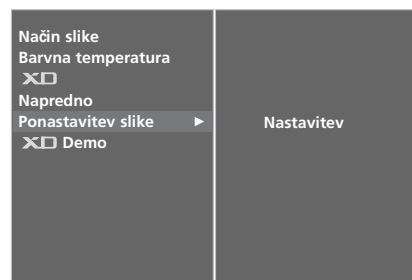 Način slike
Barvna temperatura
XD
Napredno
Ponastavitev slike ►
XD Demo
Nastavitev